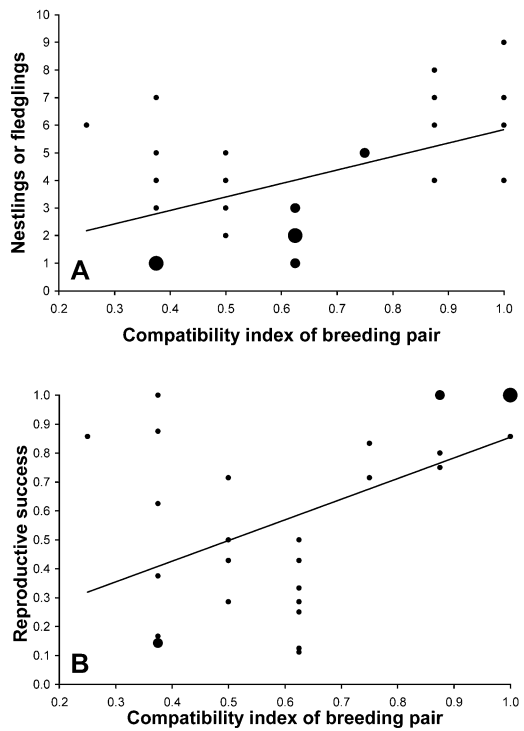 10
9
8
7
6
5
4
3
2
1
0
Nestlings or fledglings
A
0.2 0.3 0.4 0.5 0.6 0.7 0.8 0.9 1.0
Compatibility index of breeding pair
1.0
0.9
0.8
0.7
0.6
0.5
0.4
0.3
0.2
0.1
0.0
Reproductive success
B
0.2 0.3 0.4 0.5 0.6 0.7 0.8 0.9 1.0
Compatibility index of breeding pair